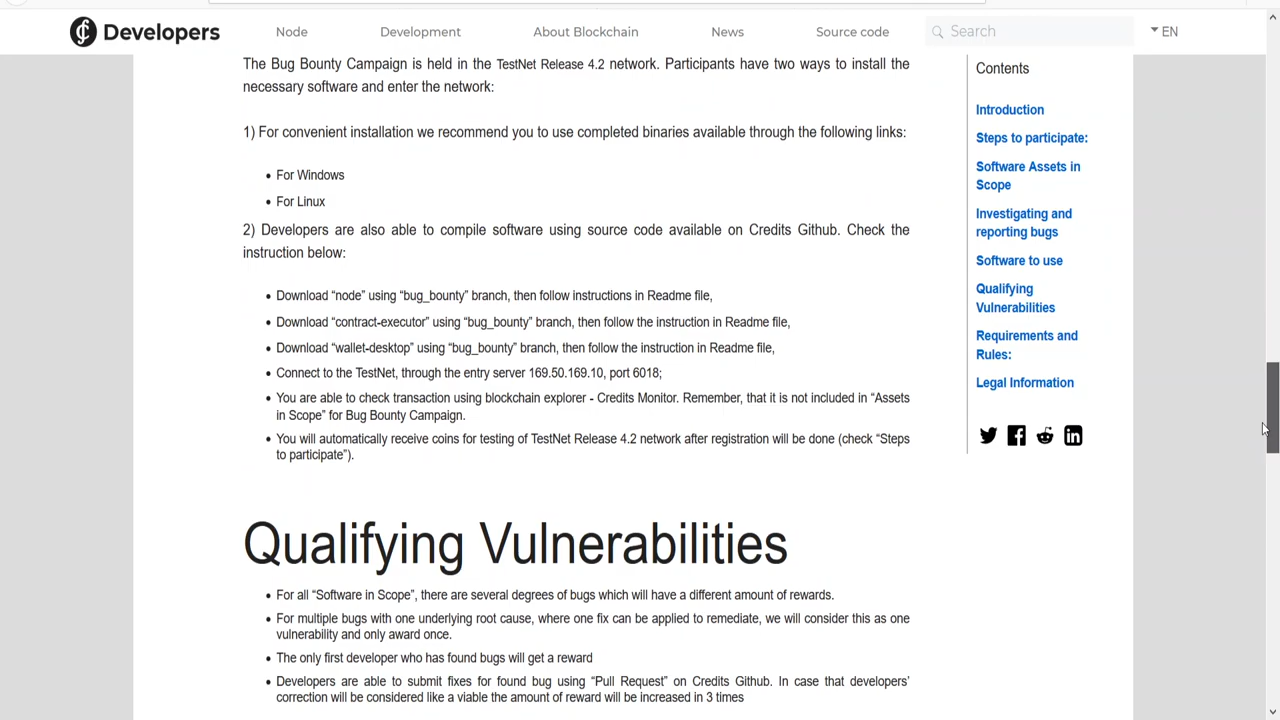 Developers
Node
Development
About Blockchain
News
Source code
Search
EN
The Bug Bounty Campaign is held in the TestNet Release 4.2 network. Participants have two ways to install the
necessary software and enter the network:
1) For convenient installation we recommend you to use completed binaries available through the following links:
• For Windows
• For Linux
2) Developers are also able to compile software using source code available on Credits Github. Check the
instruction below:
• Download “node” using “bug_bounty” branch, then follow instructions in Readme file,
• Download “contract-executor” using “bug_bounty” branch, then follow the instruction in Readme file,
• Download “wallet-desktop” using “bug_bounty” branch, then follow the instruction in Readme file,
• Connect to the TestNet, through the entry server 169.50.169.10, port 6018;
• You are able to check transaction using blockchain explorer - Credits Monitor. Remember, that it is not included in “Assets
in Scope” for Bug Bounty Campaign.
• You will automatically receive coins for testing of TestNet Release 4.2 network after registration will be done (check “Steps
to participate”).
Qualifying Vulnerabilities
• For all “Software in Scope”, there are several degrees of bugs which will have a different amount of rewards.
• For multiple bugs with one underlying root cause, where one fix can be applied to remediate, we will consider this as one
vulnerability and only award once.
• The only first developer who has found bugs will get a reward
• Developers are able to submit fixes for found bug using “Pull Request” on Credits Github. In case that developers’
correction will be considered like a viable the amount of reward will be increased in 3 times
Contents
Introduction
Steps to participate:
Software Assets in
Scope
Investigating and
reporting bugs
Software to use
Qualifying
Vulnerabilities
Requirements and
Rules:
Legal Information